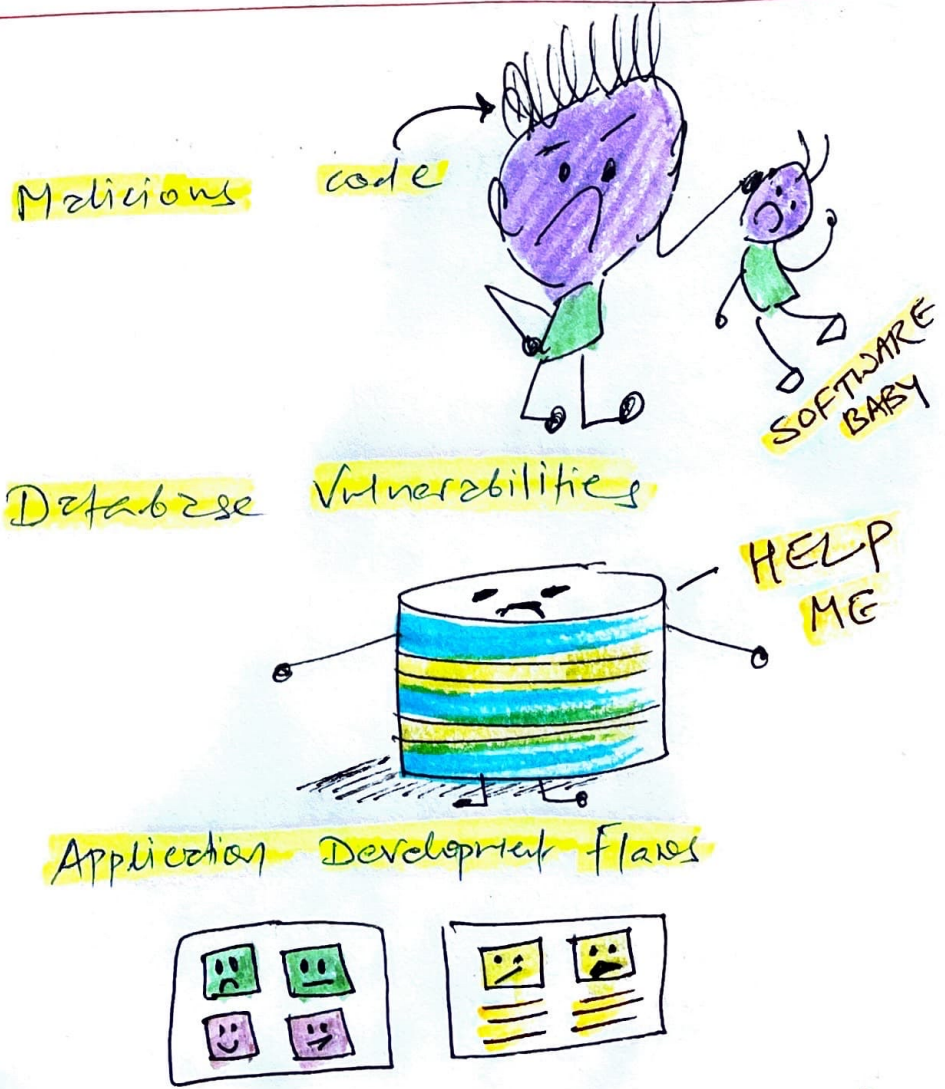 Malicious code
SOFTWARE
BABY
Database Vulnerabilities
HELP
ME
Application Development Flaws